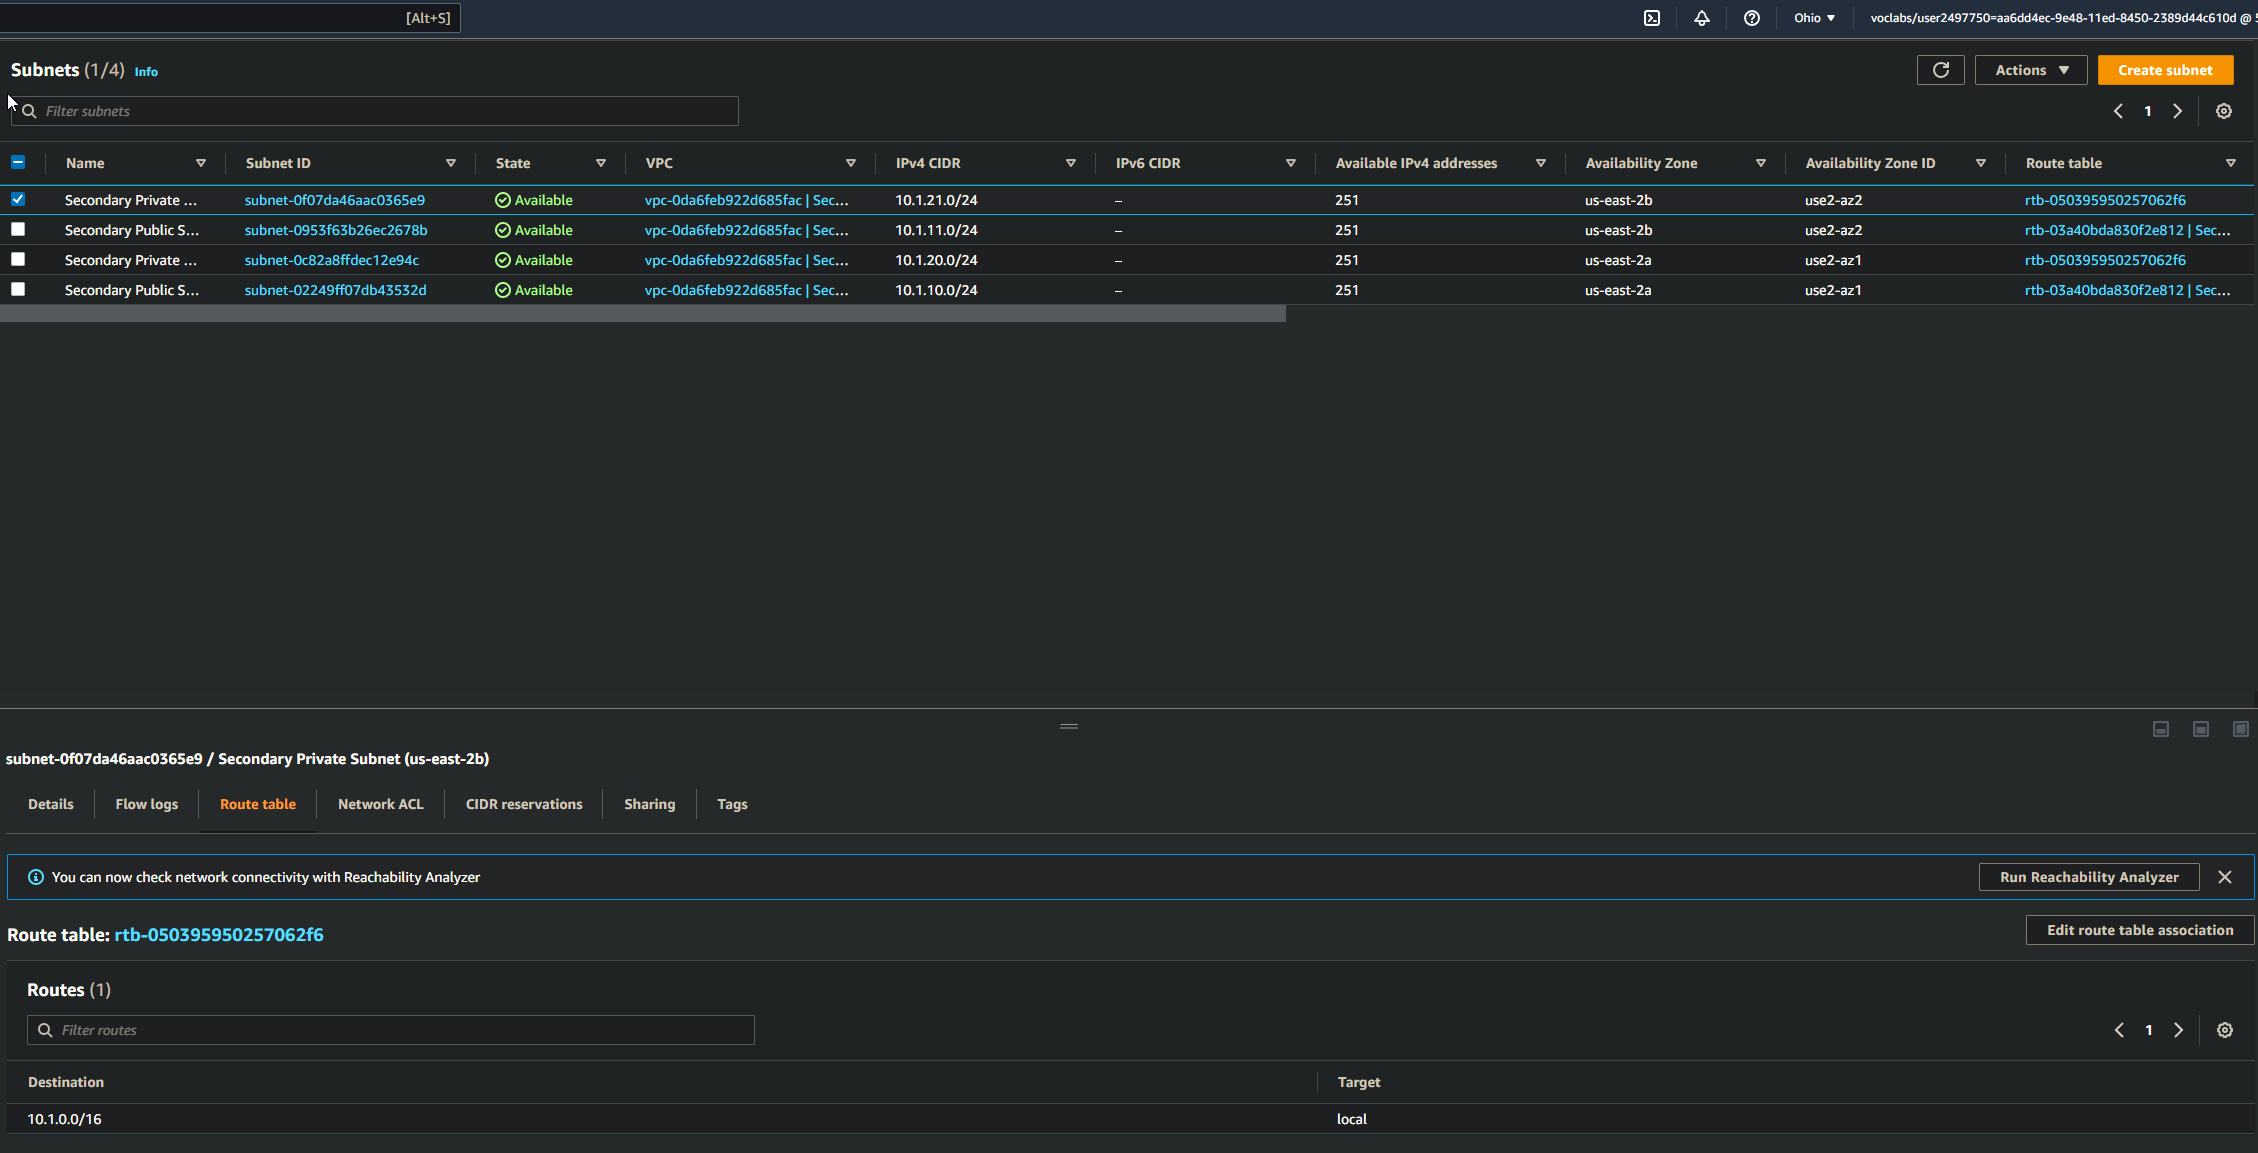 [Alt+S] Ohio voclabs/user2497750=aa6dd4ec-9e48-11ed-8450-2389d44c610d @
Subnets (1/4) Info Actions Create subnet
Filter subnets 1
Name Subnet ID State VPC IPv4 CIDR IPv6 CIDR Available IPv4 addresses Availability Zone Availability Zone ID Route table
Secondary Private ... subnet-0f07da46aac0365e9 Available vpc-0da6feb922d685fac | Sec... 10.1.21.0/24 – 251 us-east-2b use2-az2 rtb-050395950257062f6
Secondary Public S... subnet-0953f63b26ec2678b Available vpc-0da6feb922d685fac | Sec... 10.1.11.0/24 – 251 us-east-2b use2-az2 rtb-03a40bda830f2e812 | Sec...
Secondary Private ... subnet-0c82a8ffdec12e94c Available vpc-0da6feb922d685fac | Sec... 10.1.20.0/24 – 251 us-east-2a use2-az1 rtb-050395950257062f6
Secondary Public S... subnet-02249ff07db43532d Available vpc-0da6feb922d685fac | Sec... 10.1.10.0/24 – 251 us-east-2a use2-az1 rtb-03a40bda830f2e812 | Sec...
subnet-0f07da46aac0365e9 / Secondary Private Subnet (us-east-2b)
Details Flow logs Route table Network ACL CIDR reservations Sharing Tags
You can now check network connectivity with Reachability Analyzer Run Reachability Analyzer
Route table: rtb-050395950257062f6 Edit route table association
Routes (1)
Filter routes 1
Destination Target
10.1.0.0/16 local